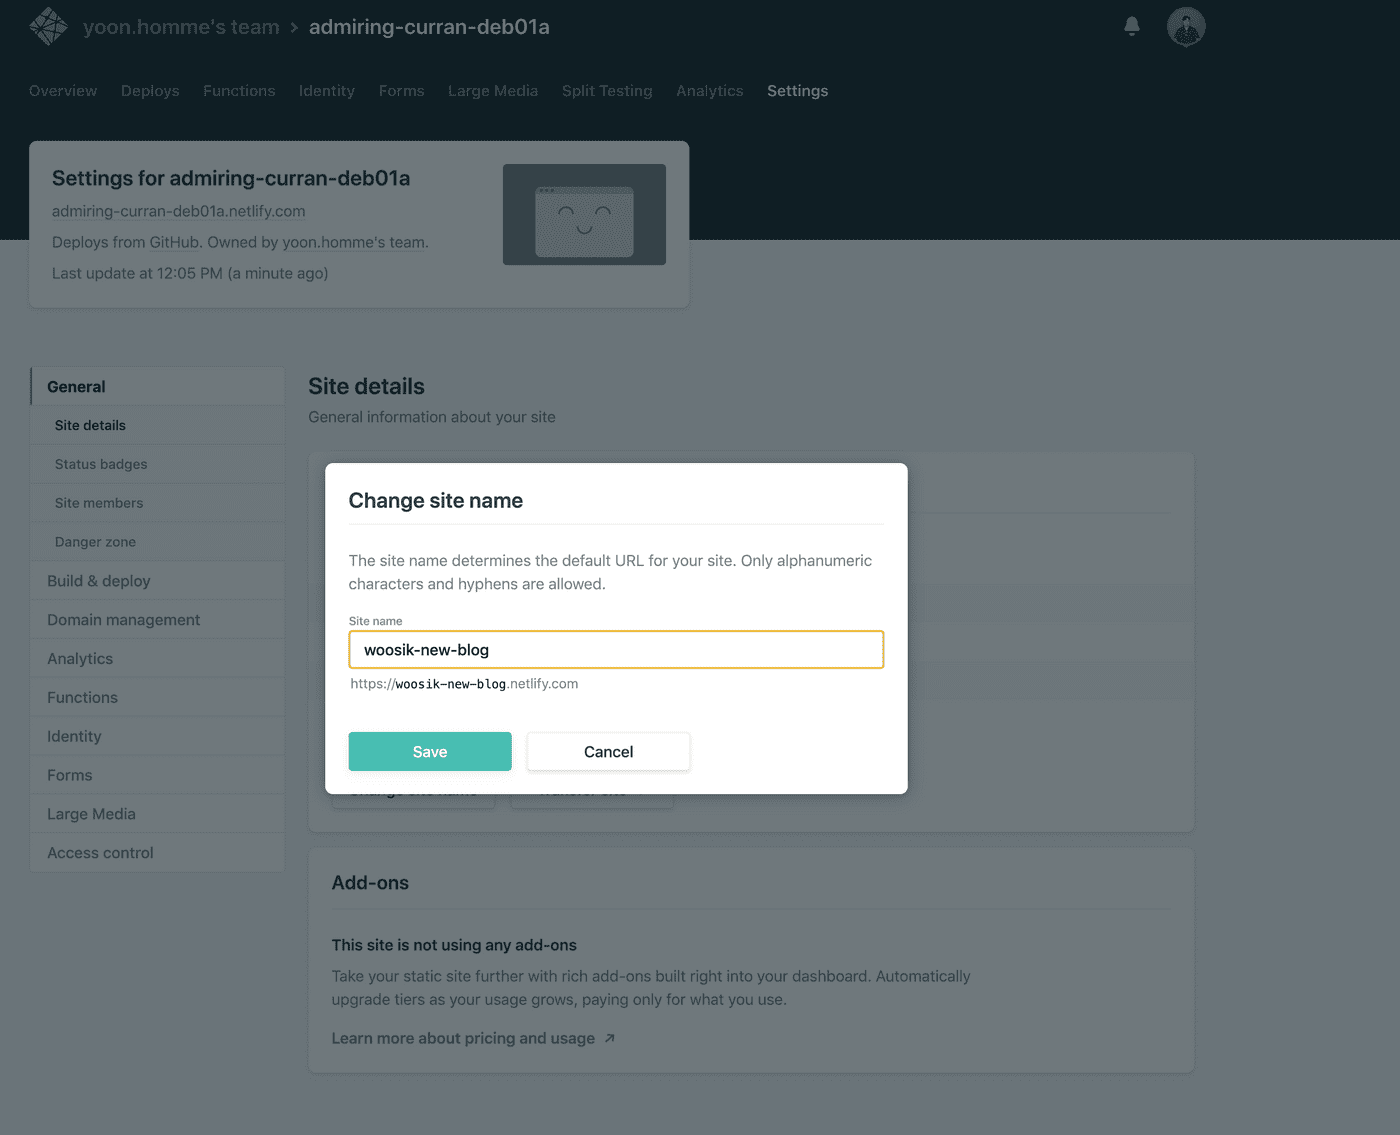 yoon.homme's team > admiring-curran-deb01a
Overview Deploys Functions Identity Forms Large Media Split Testing Analytics Settings
Settings for admiring-curran-deb01a
admiring-curran-deb01a.netlify.com
Deploys from GitHub. Owned by yoon.homme's team.
Last update at 12:05 PM (a minute ago)
General
Site details
Status badges
Site members
Danger zone
Build & deploy
Domain management
Analytics
Functions
Identity
Forms
Large Media
Access control
Site details
General information about your site
Change site name
The site name determines the default URL for your site. Only alphanumeric
characters and hyphens are allowed.
Site name
woosik-new-blog
https://woosik-new-blog.netlify.com
Save Cancel
Change site name Transfer site
Add-ons
This site is not using any add-ons
Take your static site further with rich add-ons built right into your dashboard. Automatically
upgrade tiers as your usage grows, paying only for what you use.
Learn more about pricing and usage ↗